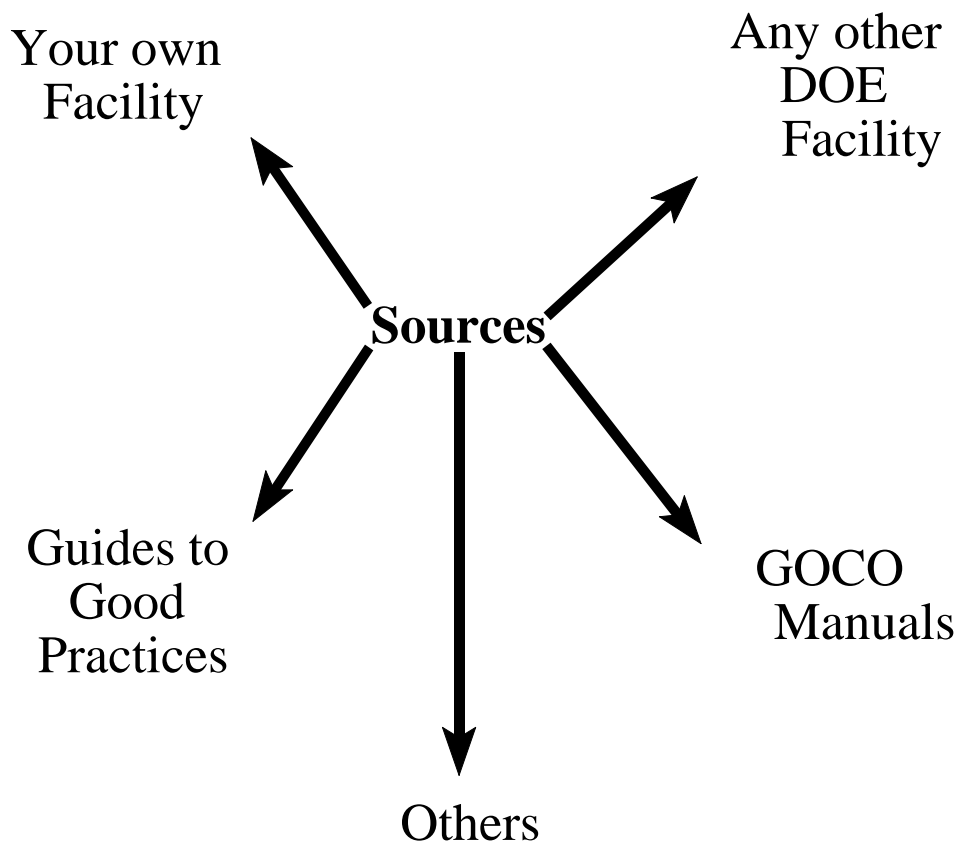 Your own
Facility
Any other
DOE
Facility
Sources
Guides to
Good
Practices
GOCO
Manuals
Others